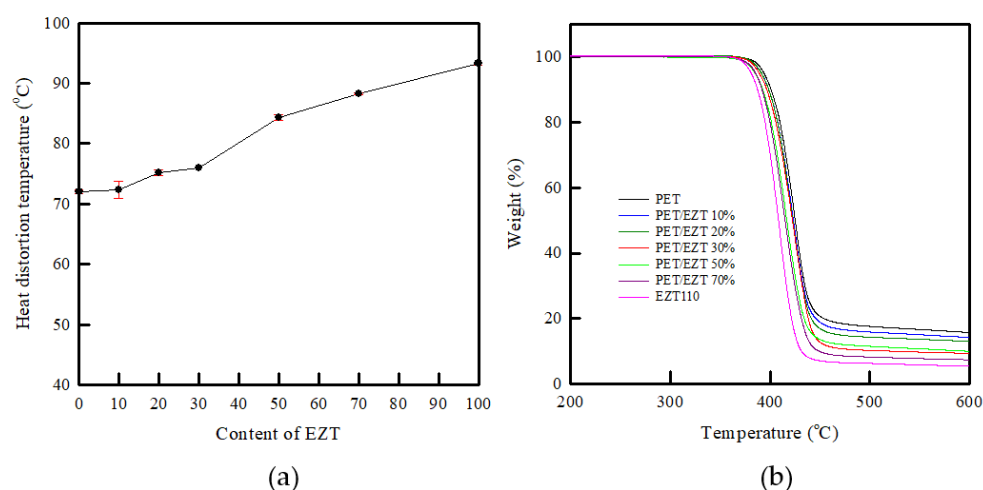 100
90
80
70
60
50
40
0 10 20 30 40 50 60 70 80 90 100
Heat distortion temperature (°C)
Content of EZT
(a)
100
80
60
40
20
0
200 300 400 500 600
Weight (%)
Temperature (°C)
PET
PET/EZT 10%
PET/EZT 20%
PET/EZT 30%
PET/EZT 50%
PET/EZT 70%
EZT110
(b)